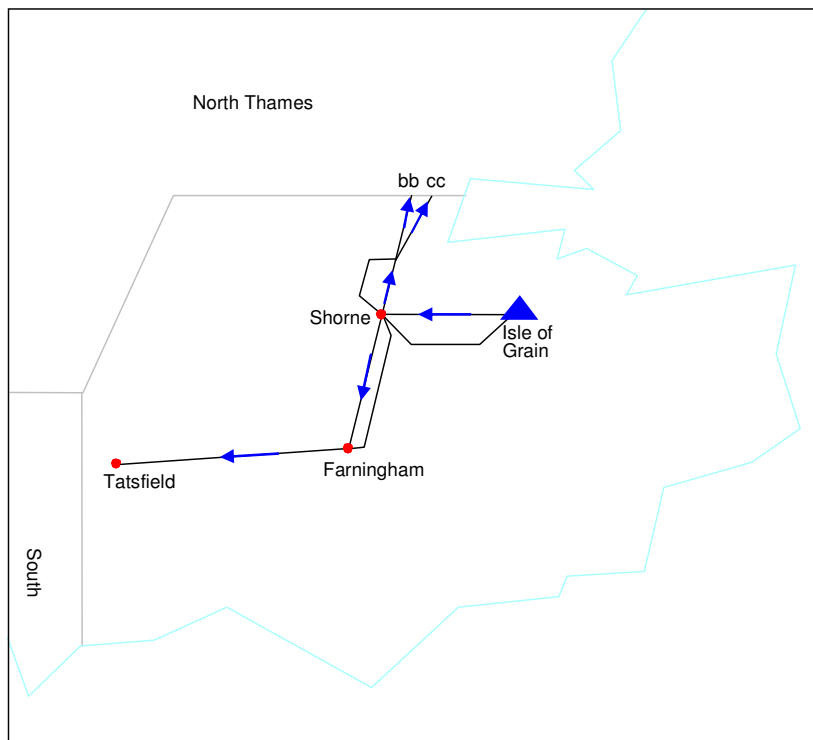 North Thames
bb cc
Shorne
Isle of
Grain
Farningham
Tatsfield
South